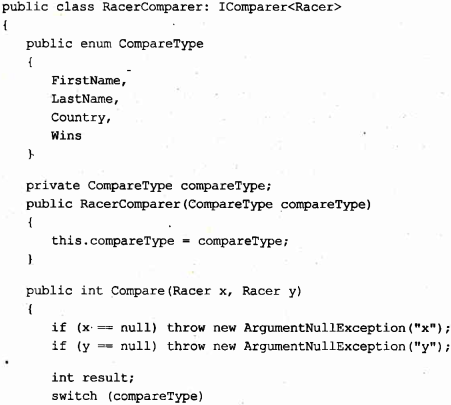 public class RacerComparer: IComparer<Racer>
{
    public enum CompareType
    {
        FirstName,
        LastName,
        Country,
        Wins
    }

    private CompareType compareType;
    public RacerComparer(CompareType compareType)
    {
        this.compareType = compareType;
    }

    public int Compare(Racer x, Racer y)
    {
        if (x == null) throw new ArgumentNullException("x");
        if (y == null) throw new ArgumentNullException("y");

        int result;
        switch (compareType)